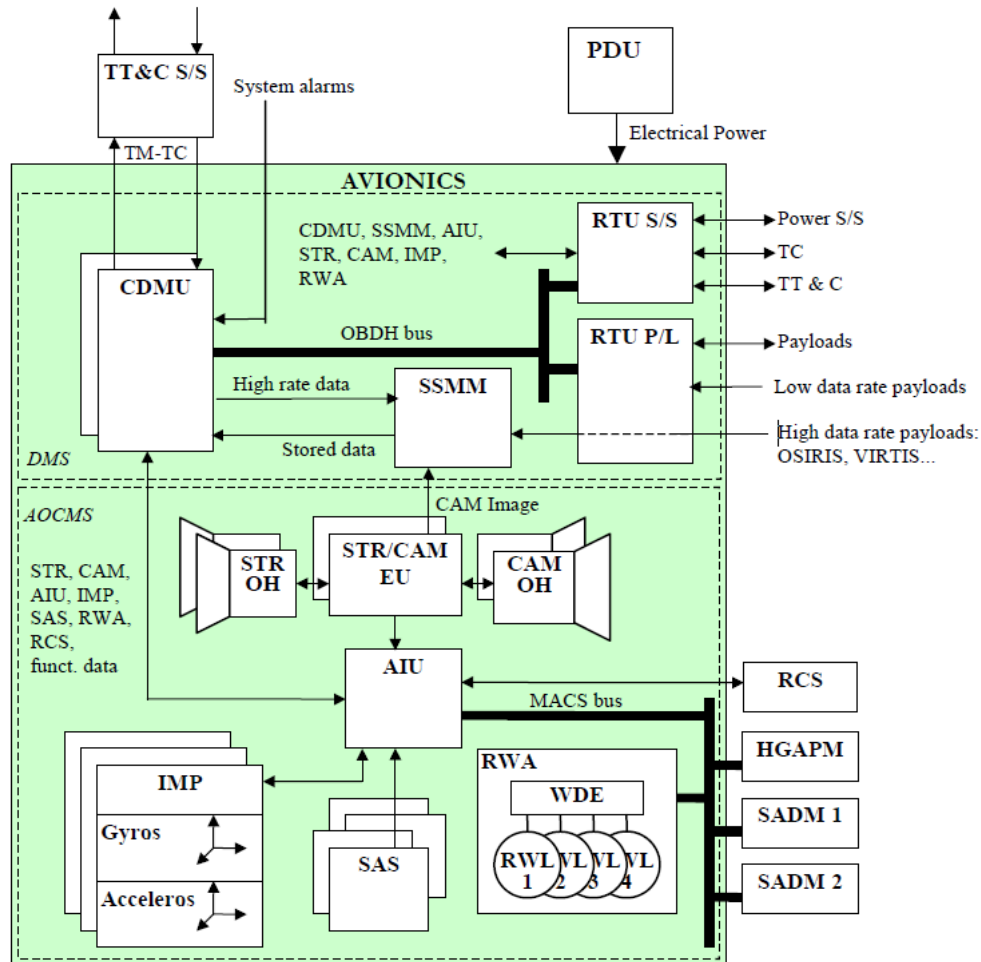 TT&C S/S
PDU
System alarms
Electrical Power
TM-TC
AVIONICS
RTU S/S
Power S/S
TC
TT & C
CDMU, SSMM, AIU,
STR, CAM, IMP,
RWA
CDMU
OBDH bus
RTU P/L
Payloads
Low data rate payloads
High rate data
SSMM
Stored data
High data rate payloads:
OSIRIS, VIRTIS...
DMS
CAM Image
AOCMS
STR
OH
STR/CAM
EU
CAM
OH
STR, CAM,
AIU, IMP,
SAS, RWA,
RCS,
funct. data
AIU
RCS
MACS bus
HGAPM
IMP
Gyros
Acceleros
SAS
RWA
WDE
RWL
1
VL
2
VL
3
VL
4
SADM 1
SADM 2